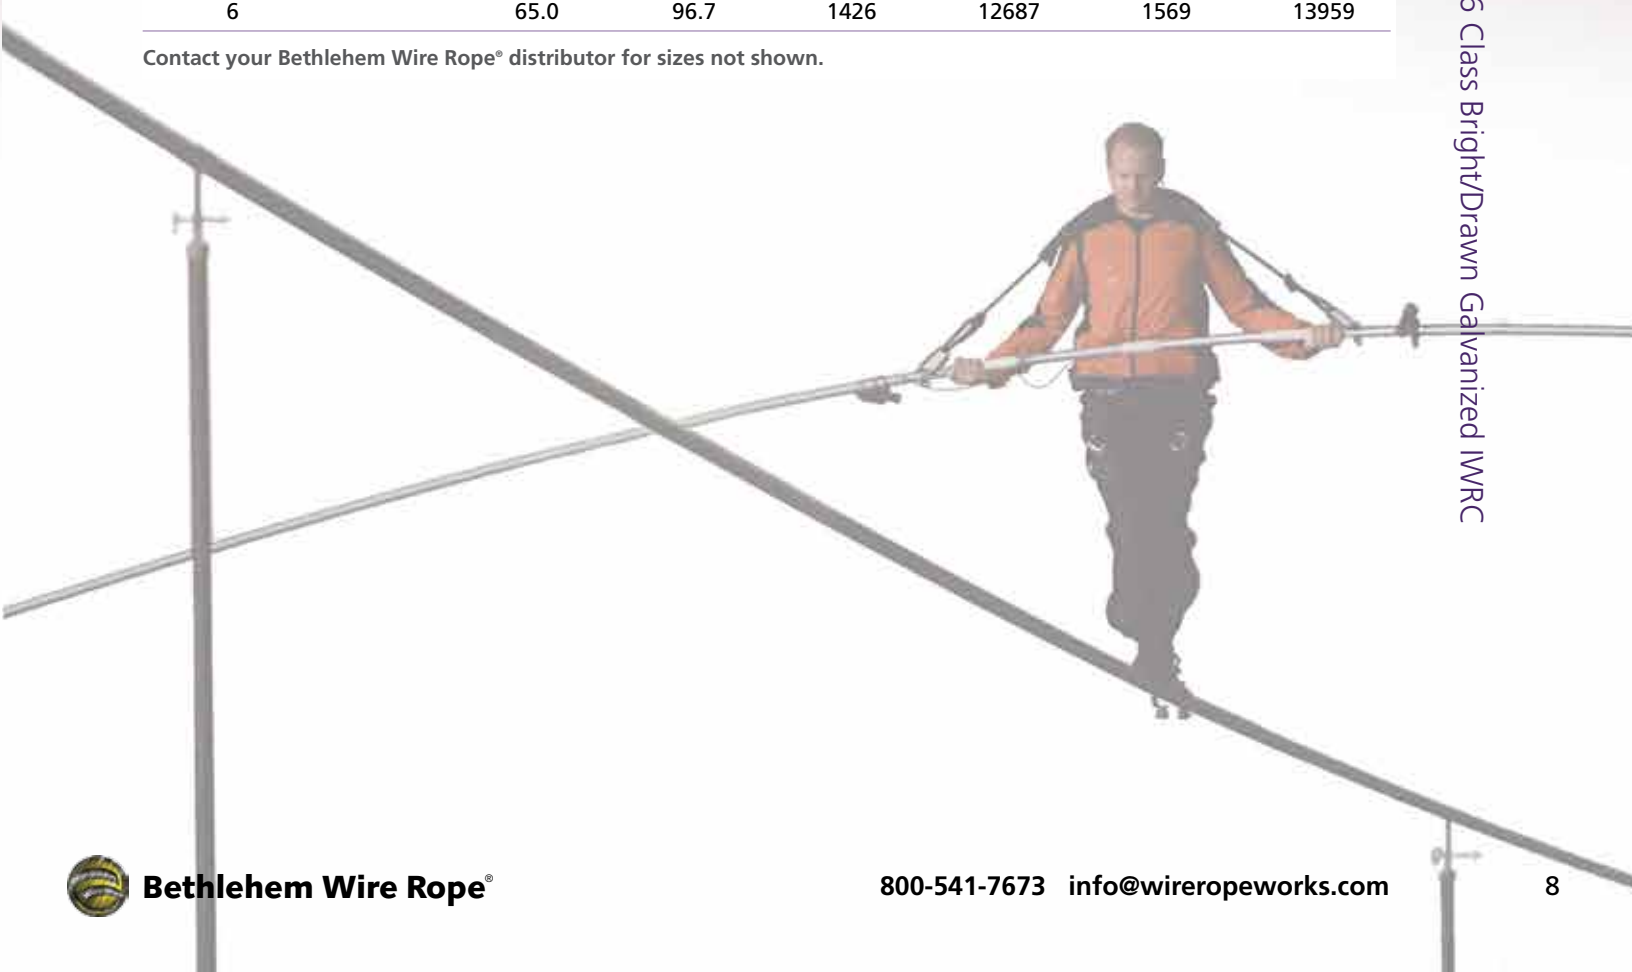 6 65.0 96.7 1426 12687 1569 13959
Contact your Bethlehem Wire Rope® distributor for sizes not shown.
6 Class Bright/Drawn Galvanized IWRC
Bethlehem Wire Rope®
800-541-7673 info@wireropeworks.com 8